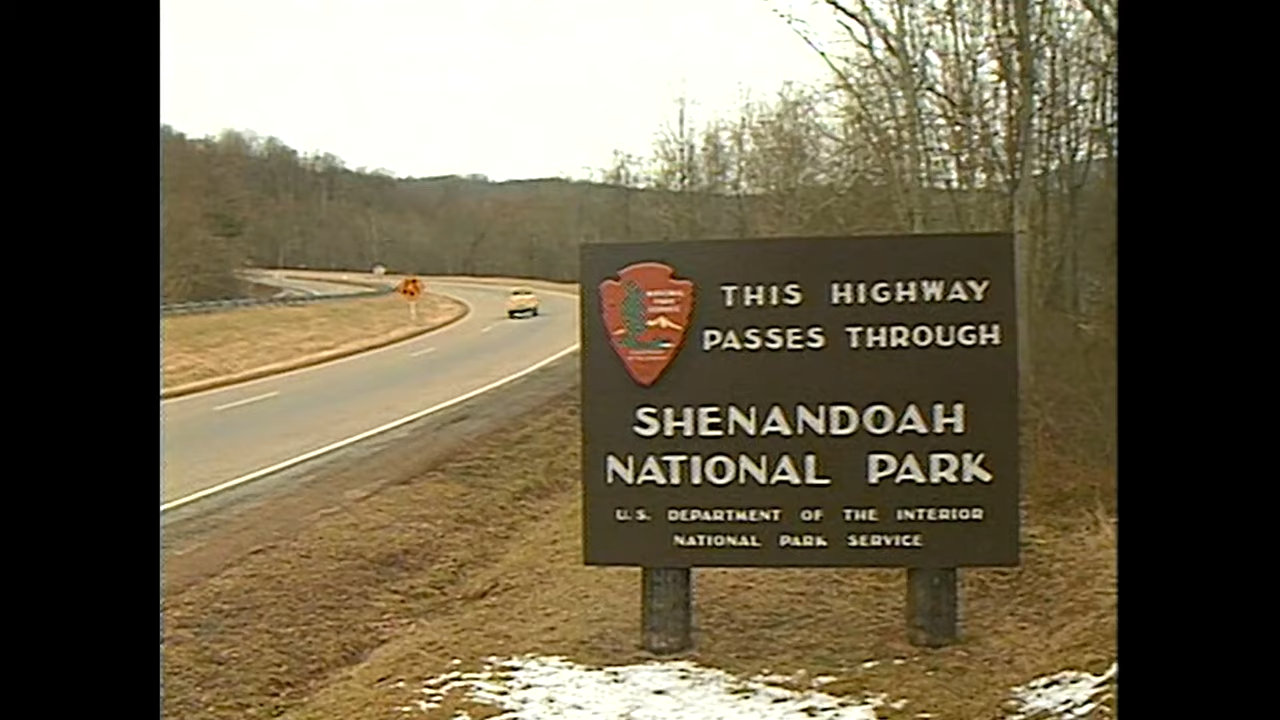 THIS HIGHWAY
PASSES THROUGH
SHENANDOAH
NATIONAL PARK
U.S. DEPARTMENT OF THE INTERIOR
NATIONAL PARK SERVICE